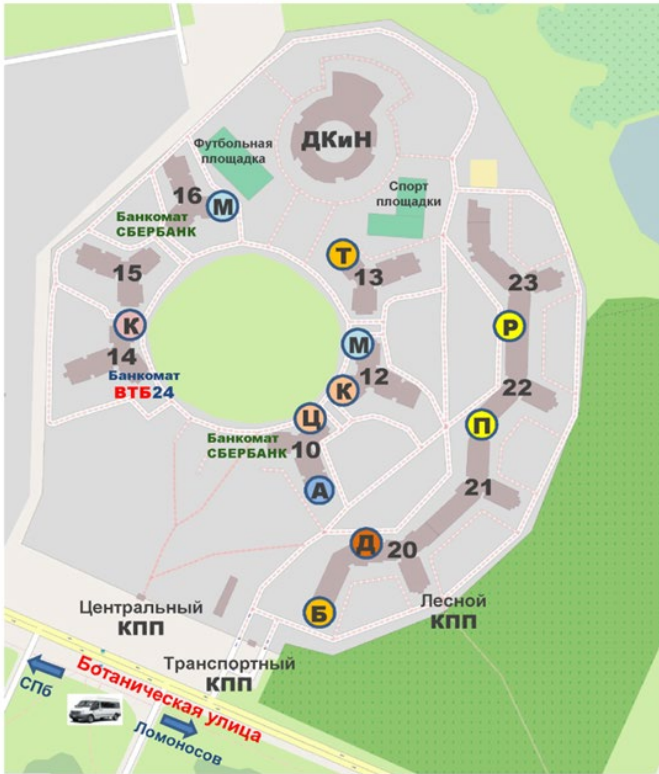 ДКиН
Футбольная
площадка
16
М
Спорт
площадки
Банкомат
СБЕРБАНК
Т
15
13
23
К
Р
14
М
12
Банкомат
ВТБ24
К
22
Ц
П
Банкомат
СБЕРБАНК
10
А
21
Д
20
Б
Центральный
КПП
Лесной
КПП
Транспортный
КПП
Ботаническая улица
СПб
Ломоносов